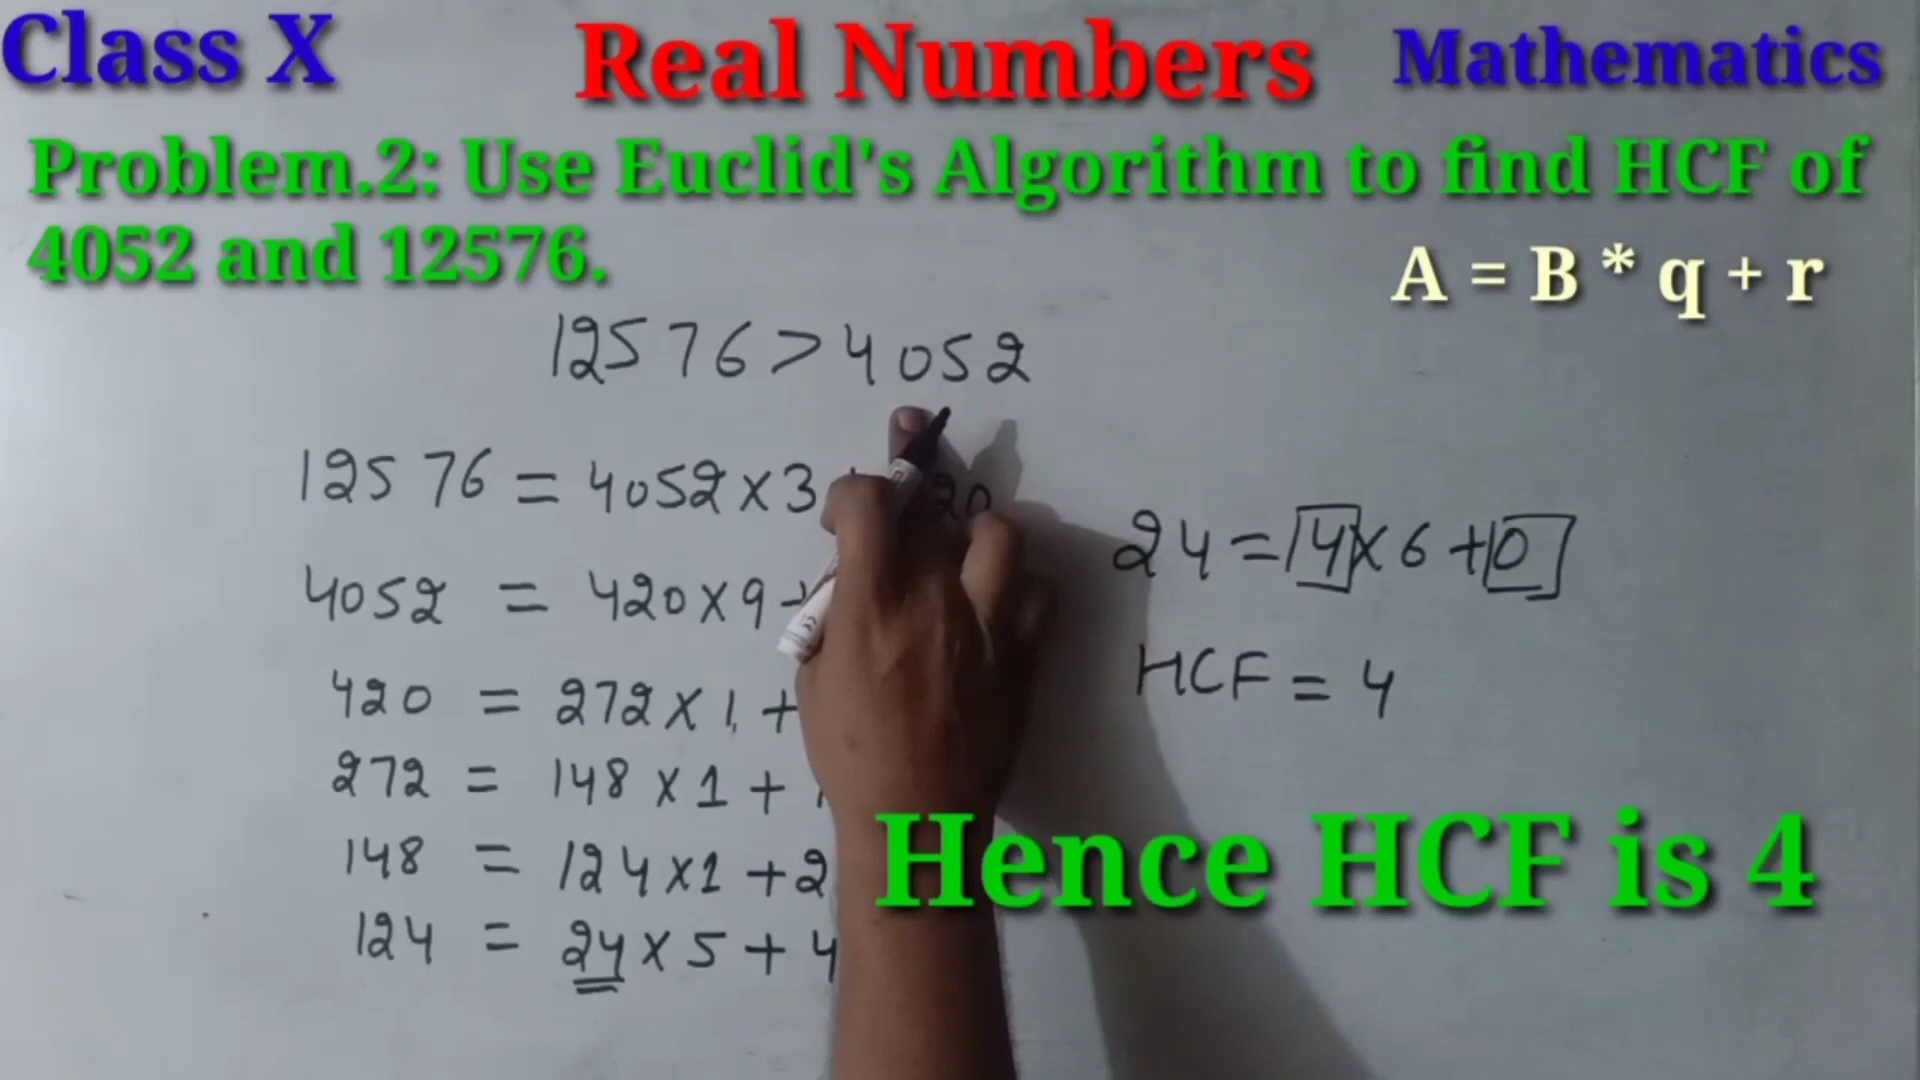 Class X
Real Numbers
Mathematics
Problem.2: Use Euclid's Algorithm to find HCF of
4052 and 12576.
A = B * q + r
12576 > 4052
12576 = 4052 × 3 + 20
4052 = 420 × 9 +
420 = 272 × 1 +
272 = 148 × 1 + 1
148 = 124 × 1 + 2
124 = 24 × 5 + 4
24 = 4 × 6 + 0
HCF = 4
Hence HCF is 4